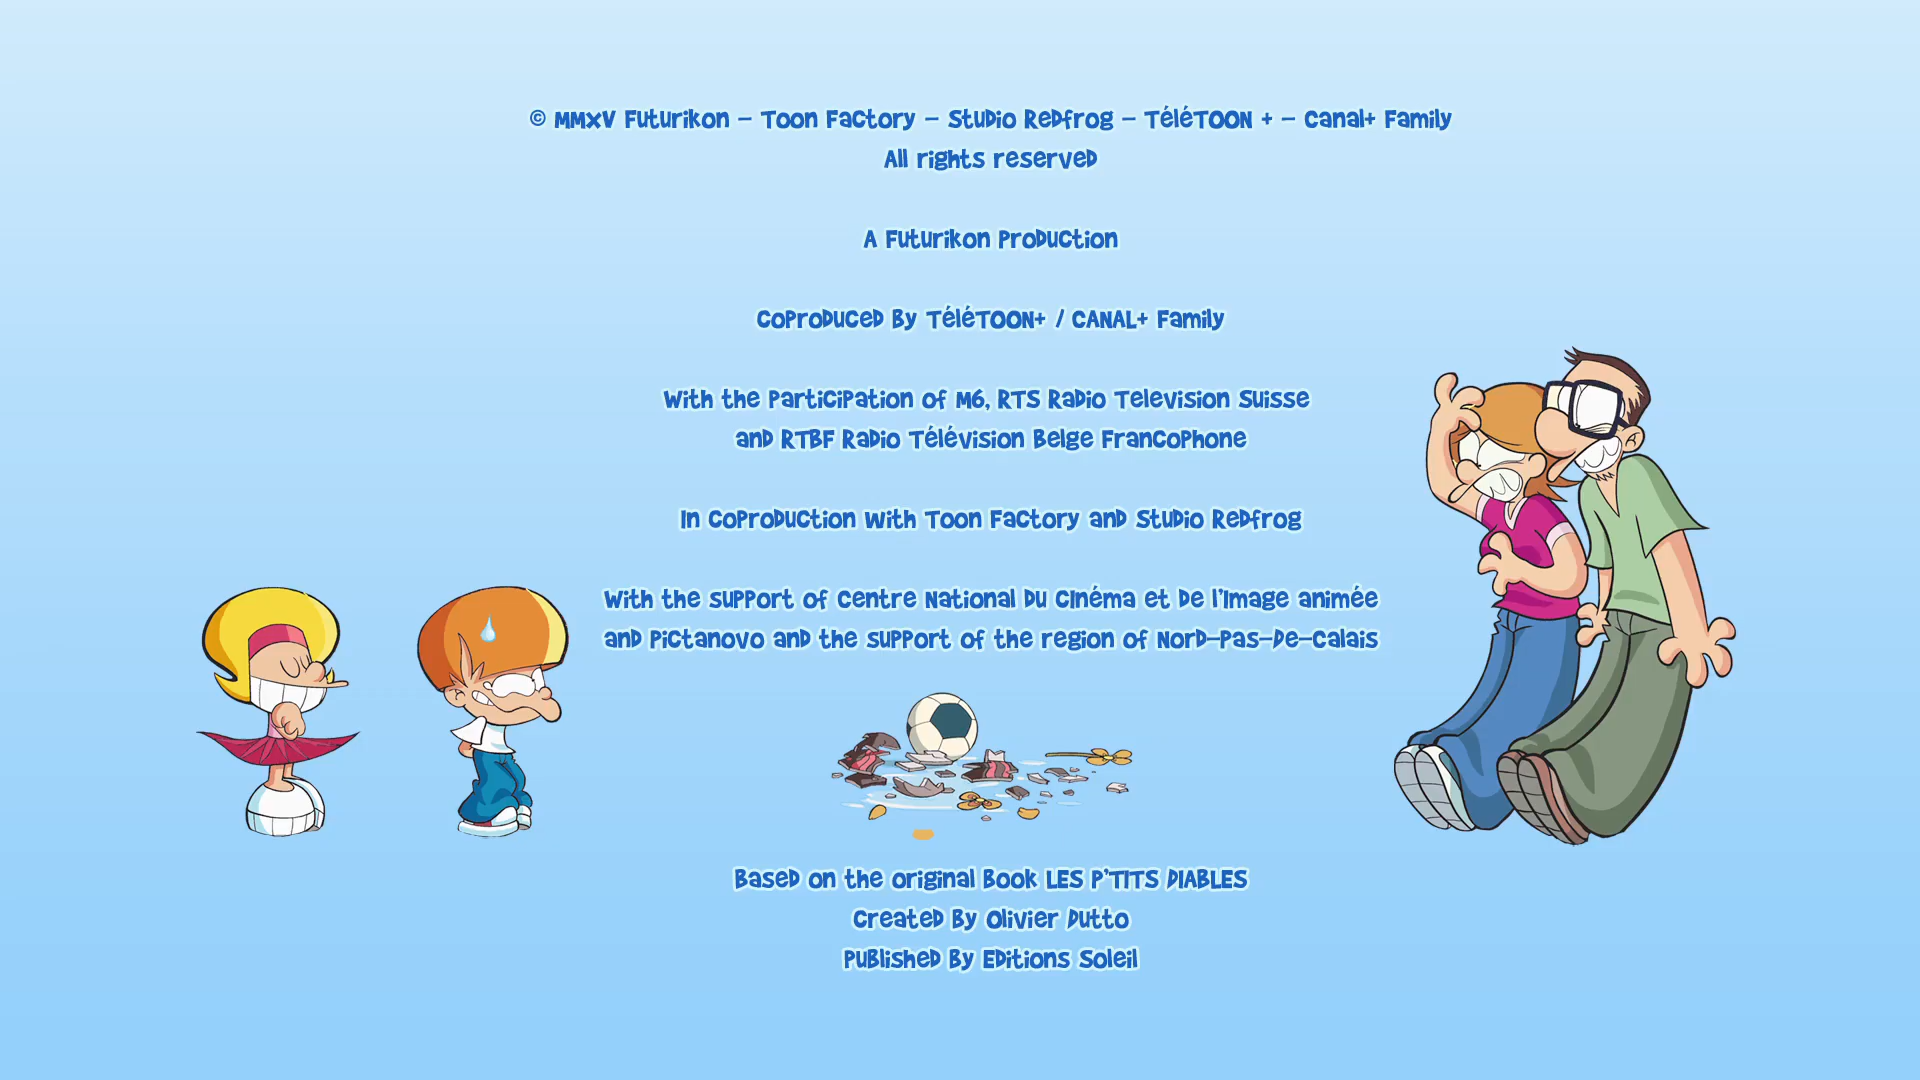 © MMXV Futurikon – Toon Factory – Studio Redfrog – TéléTOON + – Canal+ Family
All rights reserved
A Futurikon Production
Coproduced by TéléTOON+ / CANAL+ Family
With the participation of M6, RTS Radio Television Suisse
and RTBF Radio Télévision Belge Francophone
In coproduction with Toon Factory and Studio Redfrog
With the support of Centre National du Cinéma et de l'Image animée
and Pictanovo and the support of the region of Nord-Pas-de-Calais
Based on the original book LES P'TITS DIABLES
Created by Olivier Dutto
Published by Editions Soleil